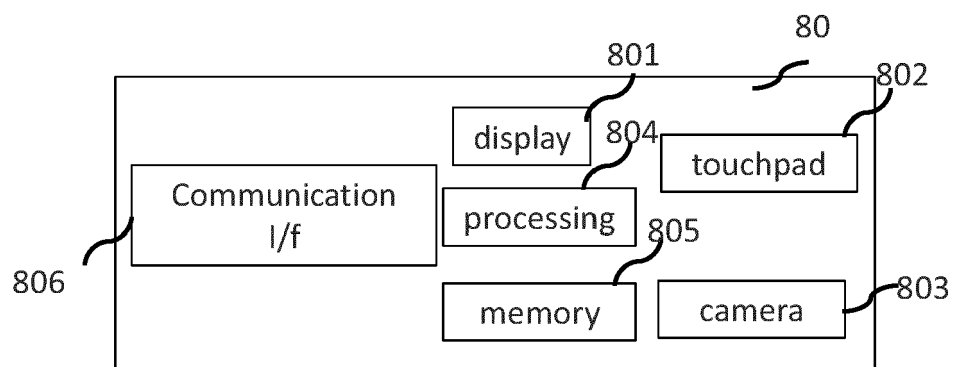 80
801
802
display
804
touchpad
Communication
I/f
processing
805
806
memory
camera
803